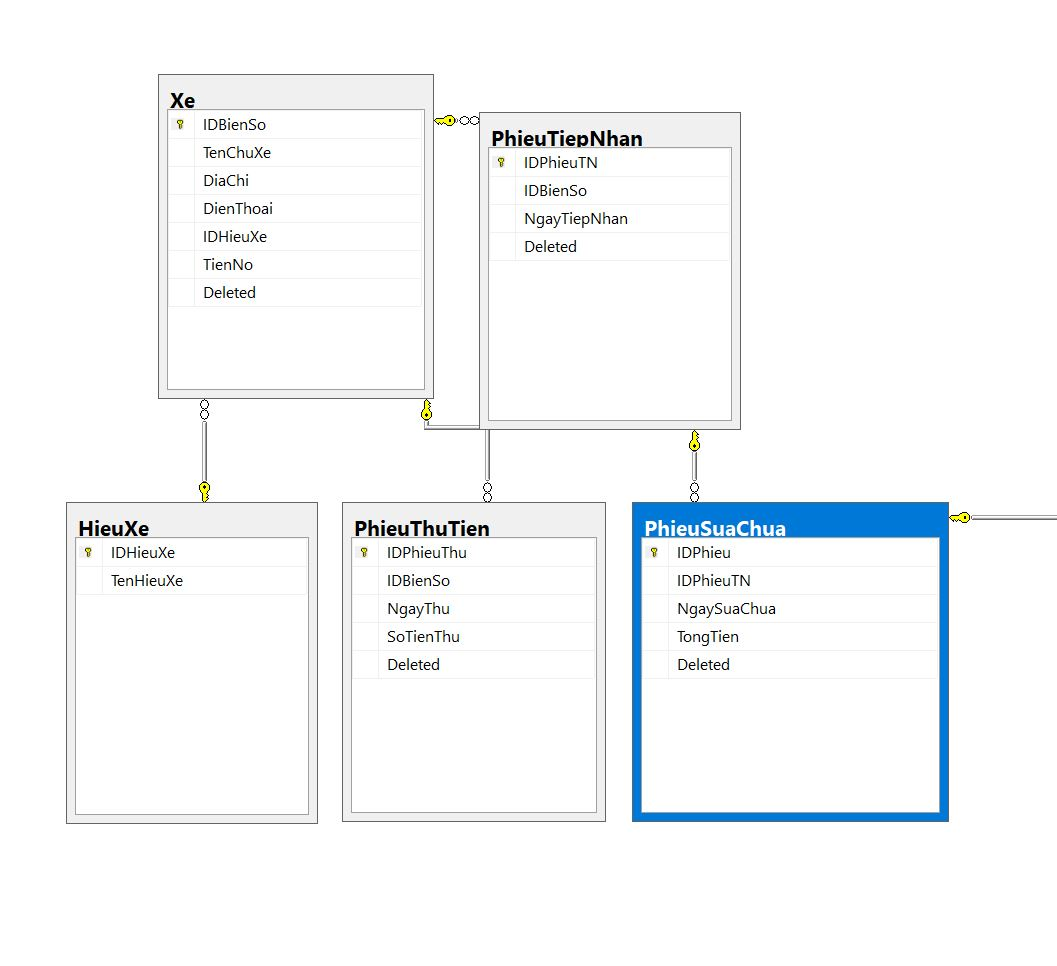 Xe
IDBienSo
TenChuXe
DiaChi
DienThoai
IDHieuXe
TienNo
Deleted
PhieuTiepNhan
IDPhieuTN
IDBienSo
NgayTiepNhan
Deleted
HieuXe
IDHieuXe
TenHieuXe
PhieuThuTien
IDPhieuThu
IDBienSo
NgayThu
SoTienThu
Deleted
PhieuSuaChua
IDPhieu
IDPhieuTN
NgaySuaChua
TongTien
Deleted